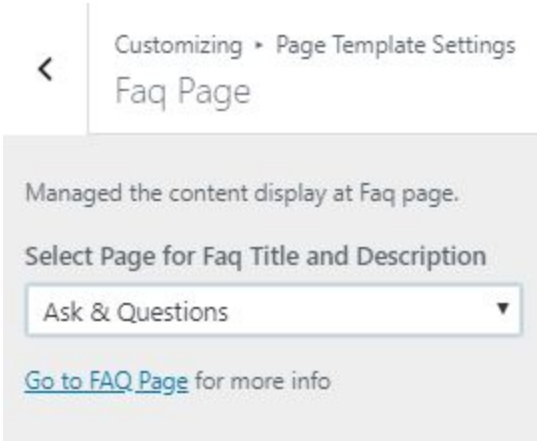 Customizing ▸ Page Template Settings
Faq Page
Managed the content display at Faq page.
Select Page for Faq Title and Description
Ask & Questions
Go to FAQ Page for more info